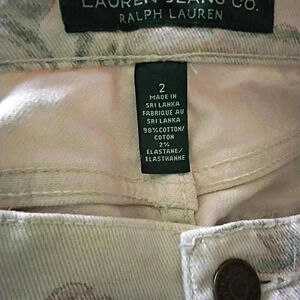 LAUREN JEANS CO.
RALPH LAUREN
2
MADE IN
SRI LANKA
FABRIQUE AU
SRI LANKA
98%COTTON/
COTON
2%
ELASTANE/
ELASTHANNE